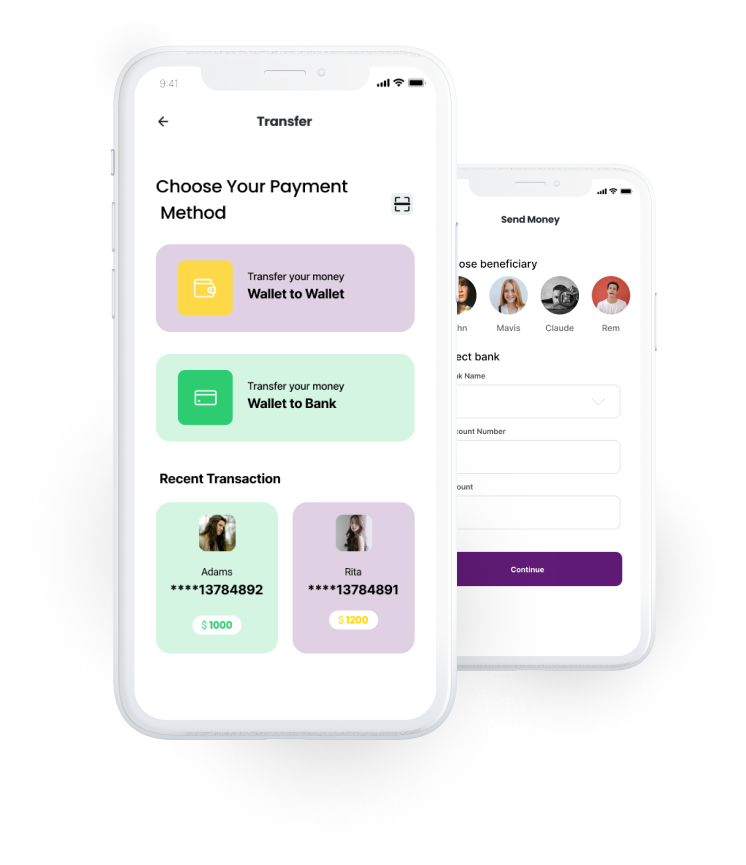 9:41
Transfer
Choose Your Payment
Method
Transfer your money
Wallet to Wallet
Transfer your money
Wallet to Bank
Recent Transaction
Adams
****13784892
$ 1000
Rita
****13784891
$ 1200
Send Money
ose beneficiary
hn
Mavis
Claude
Rem
ect bank
nk Name
count Number
ount
Continue